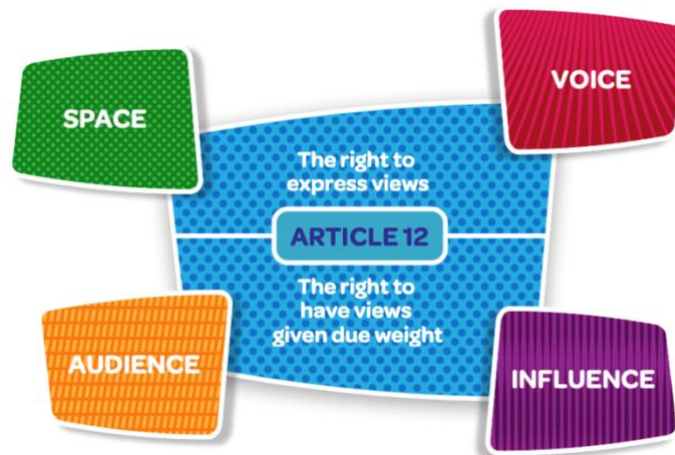 SPACE
VOICE
The right to
express views
ARTICLE 12
The right to
have views
given due weight
AUDIENCE
INFLUENCE